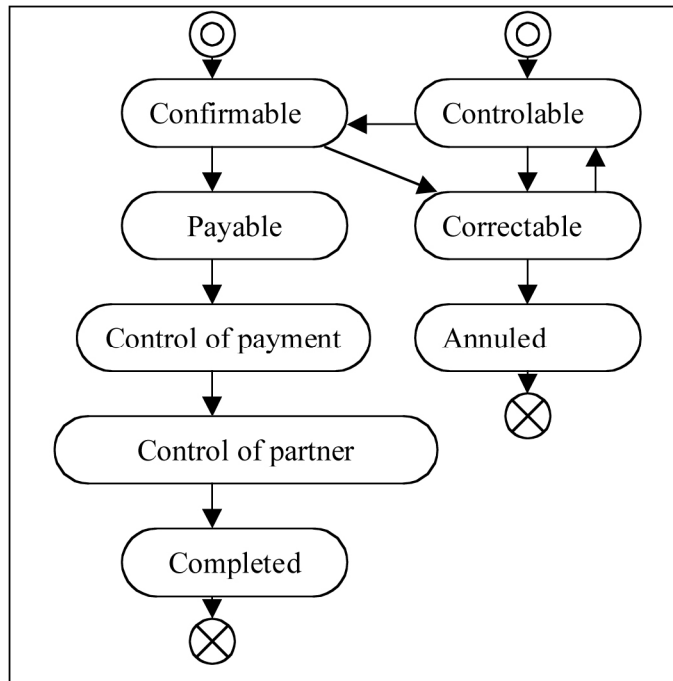 Confirmable
Controlable
Payable
Correctable
Control of payment
Annuled
Control of partner
Completed